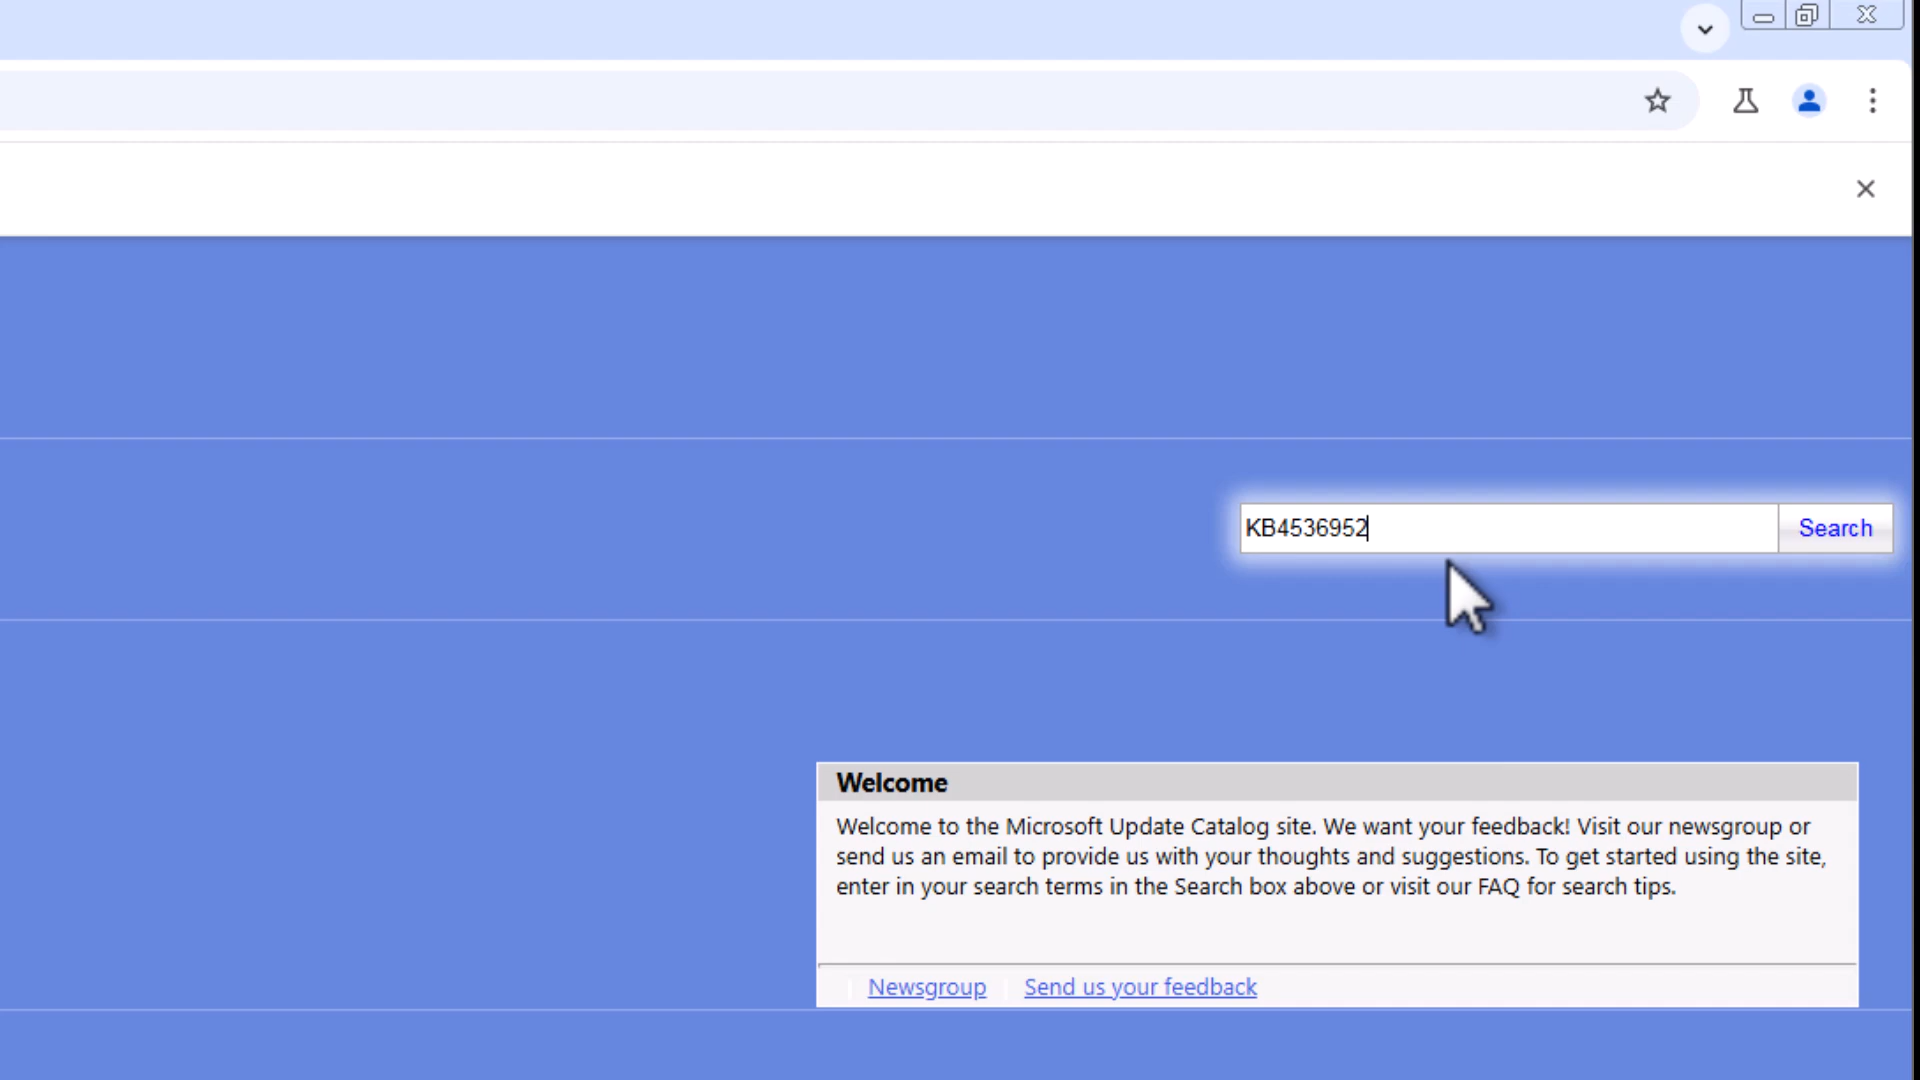 KB4536952
Search
Welcome
Welcome to the Microsoft Update Catalog site. We want your feedback! Visit our newsgroup or
send us an email to provide us with your thoughts and suggestions. To get started using the site,
enter in your search terms in the Search box above or visit our FAQ for search tips.
Newsgroup
Send us your feedback